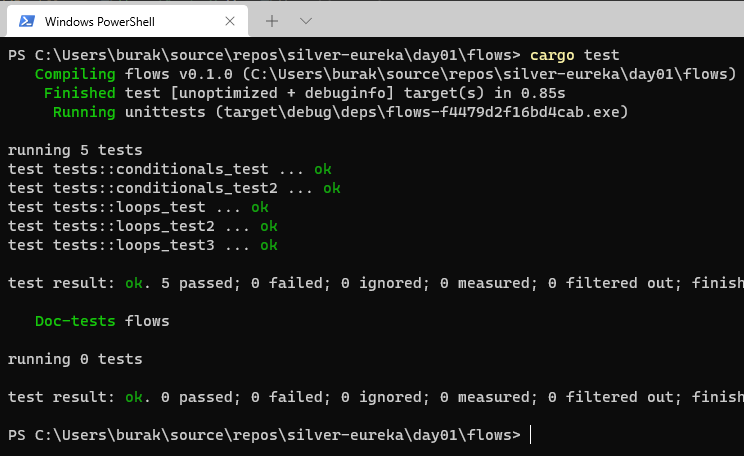 Windows PowerShell
PS C:\Users\burak\source\repos\silver-eureka\day01\flows> cargo test
Compiling flows v0.1.0 (C:\Users\burak\source\repos\silver-eureka\day01\flows)
Finished test [unoptimized + debuginfo] target(s) in 0.85s
Running unittests (target\debug\deps\flows-f4479d2f16bd4cab.exe)
running 5 tests
test tests::conditionals_test ... ok
test tests::conditionals_test2 ... ok
test tests::loops_test ... ok
test tests::loops_test2 ... ok
test tests::loops_test3 ... ok
test result: ok. 5 passed; 0 failed; 0 ignored; 0 measured; 0 filtered out; finish
Doc-tests flows
running 0 tests
test result: ok. 0 passed; 0 failed; 0 ignored; 0 measured; 0 filtered out; finish
PS C:\Users\burak\source\repos\silver-eureka\day01\flows>